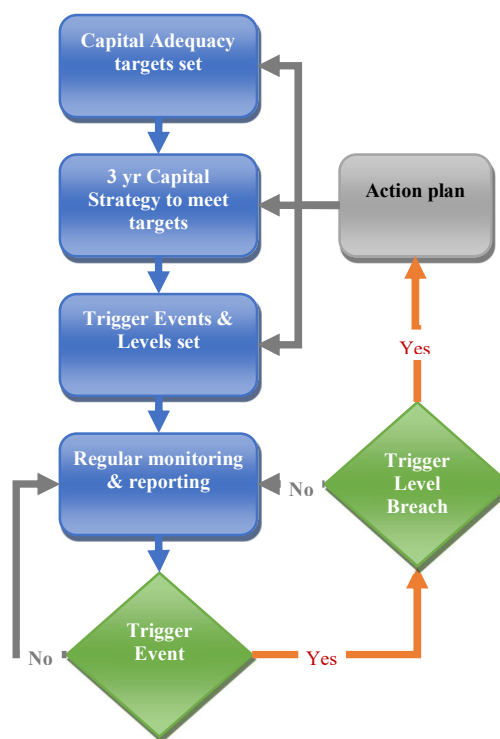 Capital Adequacy
targets set
3 yr Capital
Strategy to meet
targets
Action plan
Trigger Events &
Levels set
Yes
Regular monitoring
& reporting
No
Trigger
Level
Breach
Trigger
Event
No
Yes